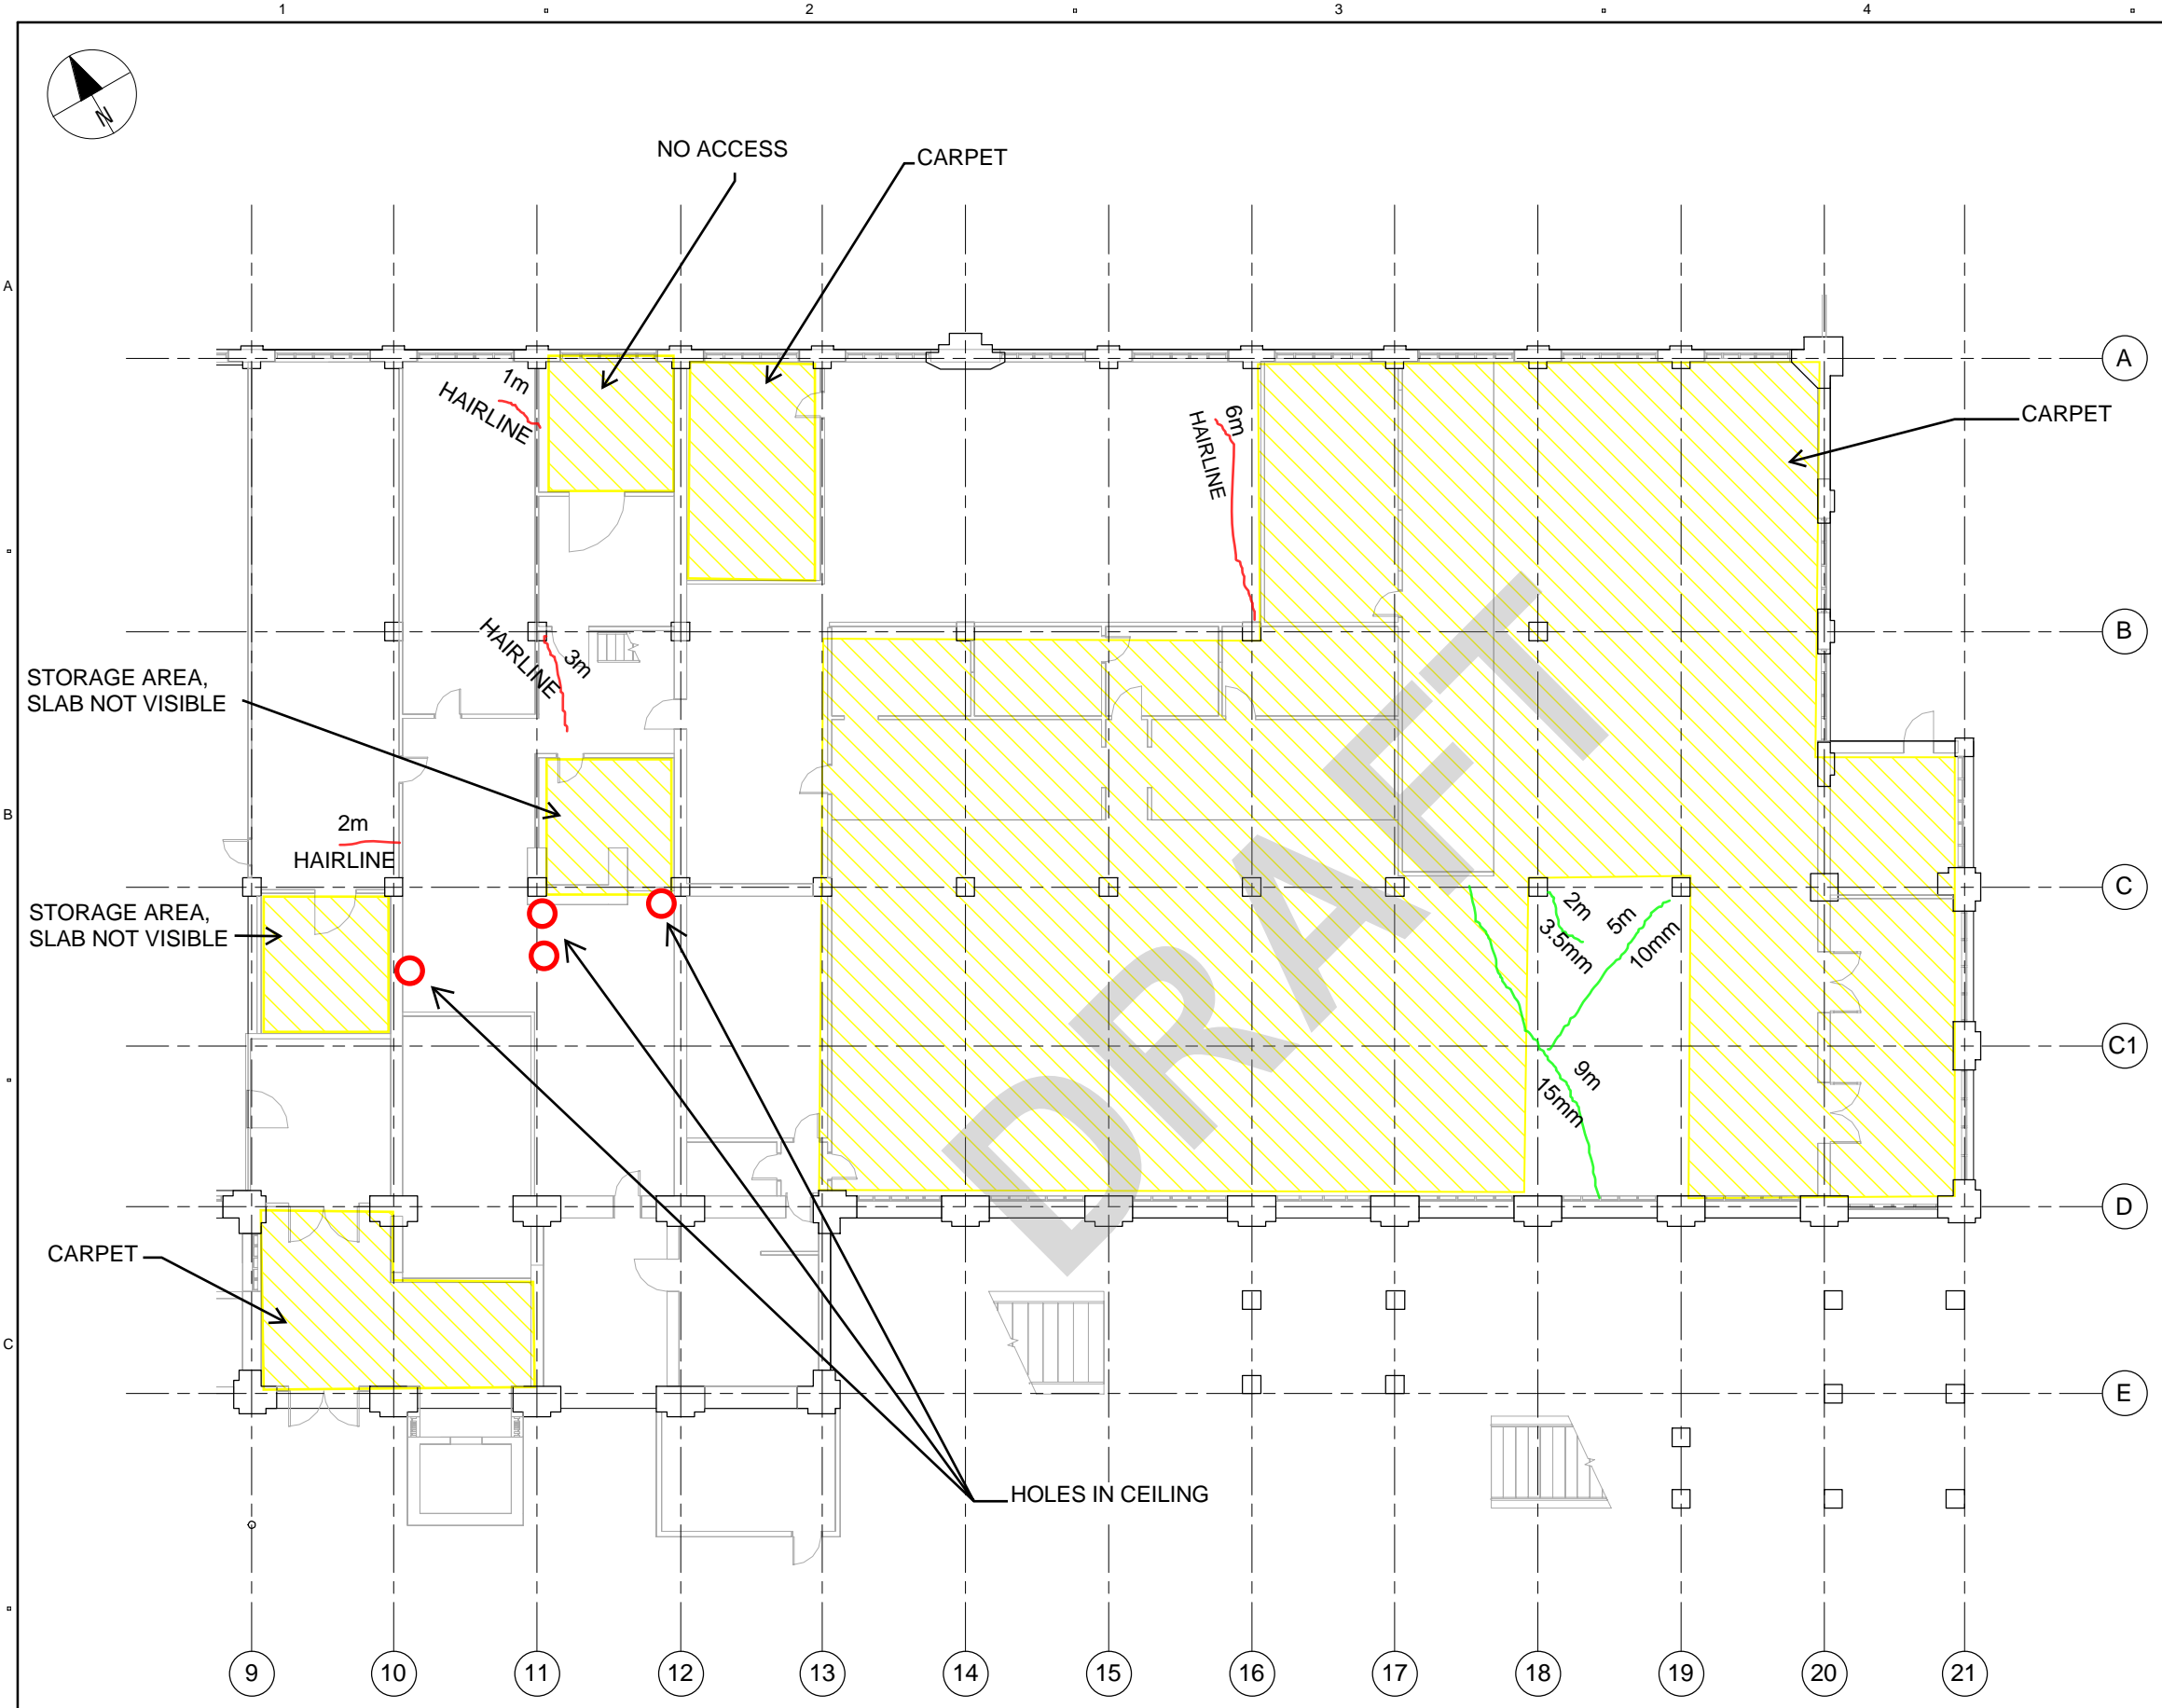 1 2 3 4
N
NO ACCESS
CARPET
A
A
1m
HAIRLINE
6m
HAIRLINE
CARPET
B
HAIRLINE
3m
STORAGE AREA,
SLAB NOT VISIBLE
B
2m
HAIRLINE
C
STORAGE AREA,
SLAB NOT VISIBLE
2m
3.5mm
5m
10mm
C1
9m
15mm
DRAFT
D
CARPET
C
E
HOLES IN CEILING
9 10 11 12 13 14 15 16 17 18 19 20 21